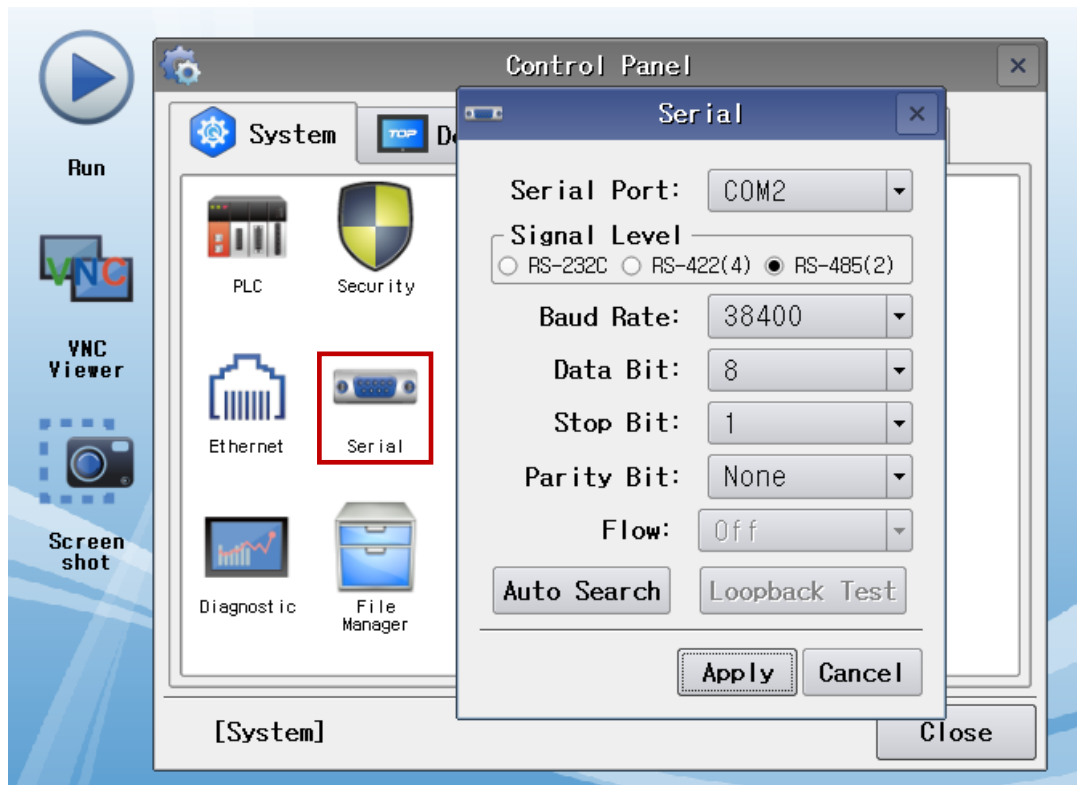 Run
VNC
VNC
Viewer
Screen
shot
Control Panel
System
TOP
PLC
Security
Ethernet
Serial
Diagnostic
File
Manager
[System]
Close
Serial
Serial Port:
COM2
Signal Level
RS-232C
RS-422(4)
RS-485(2)
Baud Rate:
38400
Data Bit:
8
Stop Bit:
1
Parity Bit:
None
Flow:
Off
Auto Search
Loopback Test
Apply
Cancel